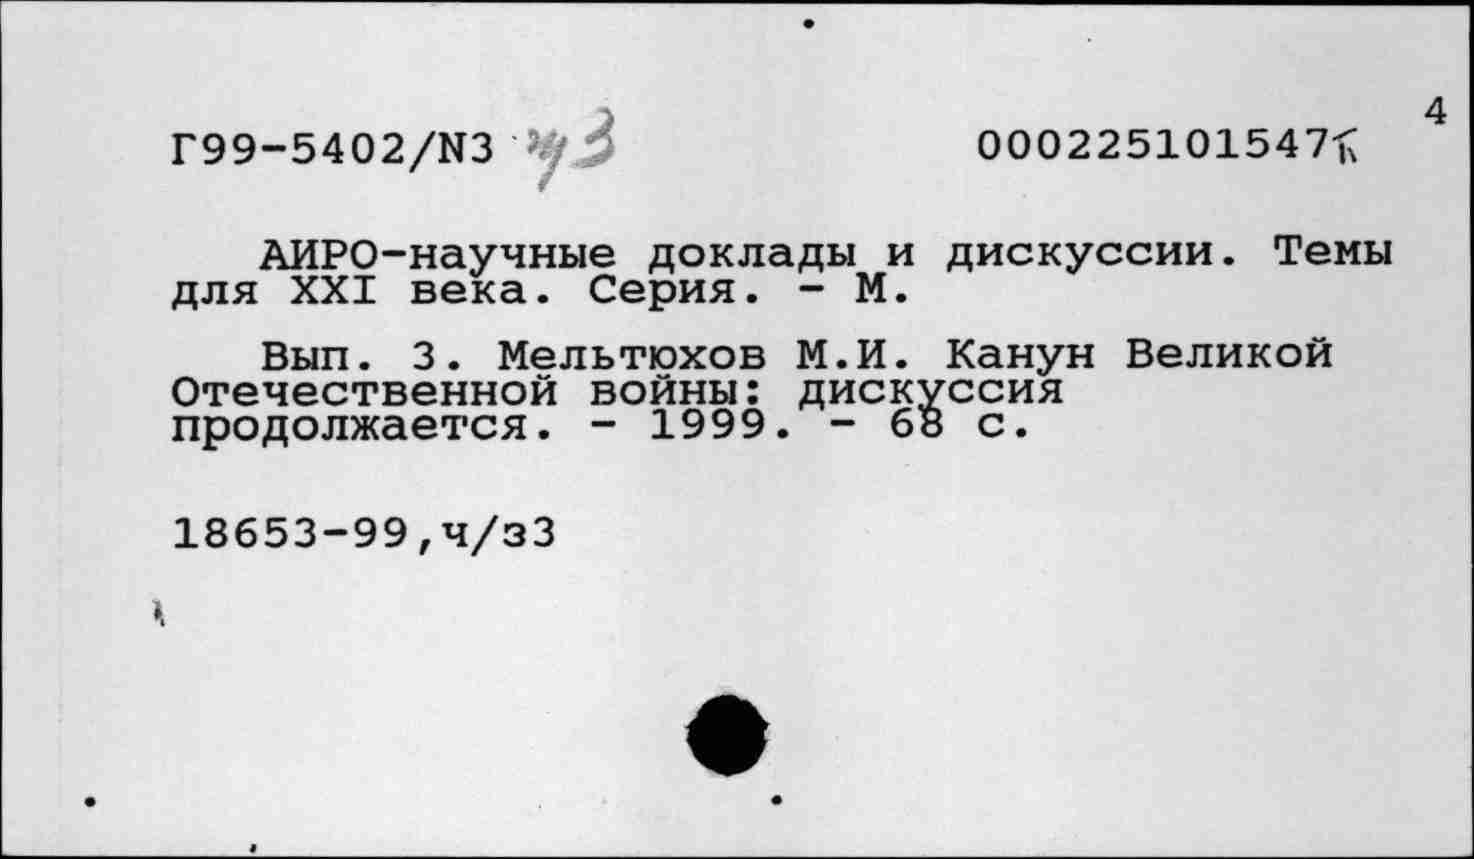 4
Г99-5402/N3 ч3 000225101547
АИРО-научные доклады и дискуссии. Темы
для XXI века. Серия. - М.
Вып. 3. Мельтюхов М.И. Канун Великой
Отечественной войны: дискуссия
продолжается. - 1999. - 68 с.
18653-99,ч/з3